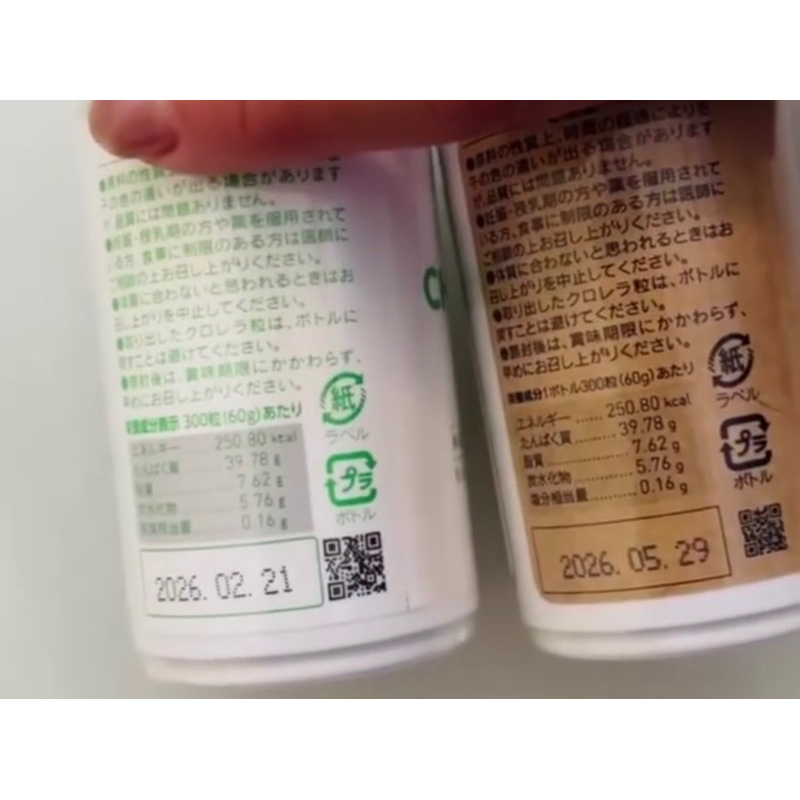 ●原料の性質
子の色の濃いが出る場合があります
が、品質には問題ありません。
●妊娠・授乳期の方や薬を服用されて
いる方、食事に制限のある方は医師に
ご相談の上お召し上がりください。
●体質に合わないと思われるときはお
召し上がりを中止してください。
●取り出したクロレラ粒は、ボトルに
戻すことは避けてください。
●開封後は、賞味期限にかかわらず、
早めにお召し上がりください。
栄養成分表示 300粒(60g)あたり
エネルギー 250.80 kcal
たんぱく質 39.78 g
脂質 7.62 g
炭水化物 5.76 g
食塩相当量 0.16 g
紙
ラベル
プラ
ボトル
2026. 02. 21
●原料の性質上、
子の色の濃いが出る場合があります
が、品質には問題ありません。
●妊娠・授乳期の方や薬を服用されて
いる方、食事に制限のある方は医師に
ご相談の上お召し上がりください。
●体質に合わないと思われるときはお
召し上がりを中止してください。
●取り出したクロレラ粒は、ボトルに
戻すことは避けてください。
●開封後は、賞味期限にかかわらず、
早めにお召し上がりください。
栄養成分1ボトル300粒(60g)あたり
エネルギー ...... 250.80 kcal
たんぱく質 ........ 39.78 g
脂質 ................ 7.62 g
炭水化物 ........... 5.76 g
食塩相当量 ........ 0.16 g
紙
ラベル
プラ
ボトル
2026. 05. 29